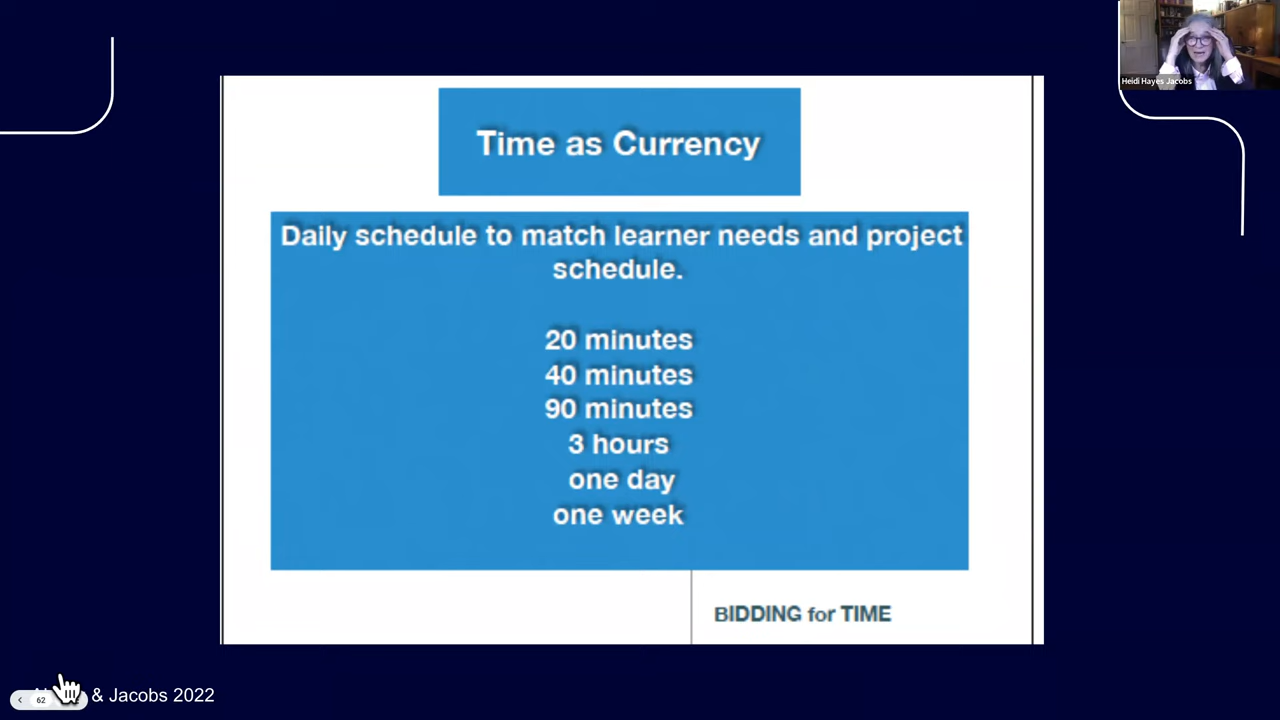 Heidi Hayes Jacobs
Time as Currency
Daily schedule to match learner needs and project
schedule.
20 minutes
40 minutes
90 minutes
3 hours
one day
one week
BIDDING for TIME
& Jacobs 2022
62